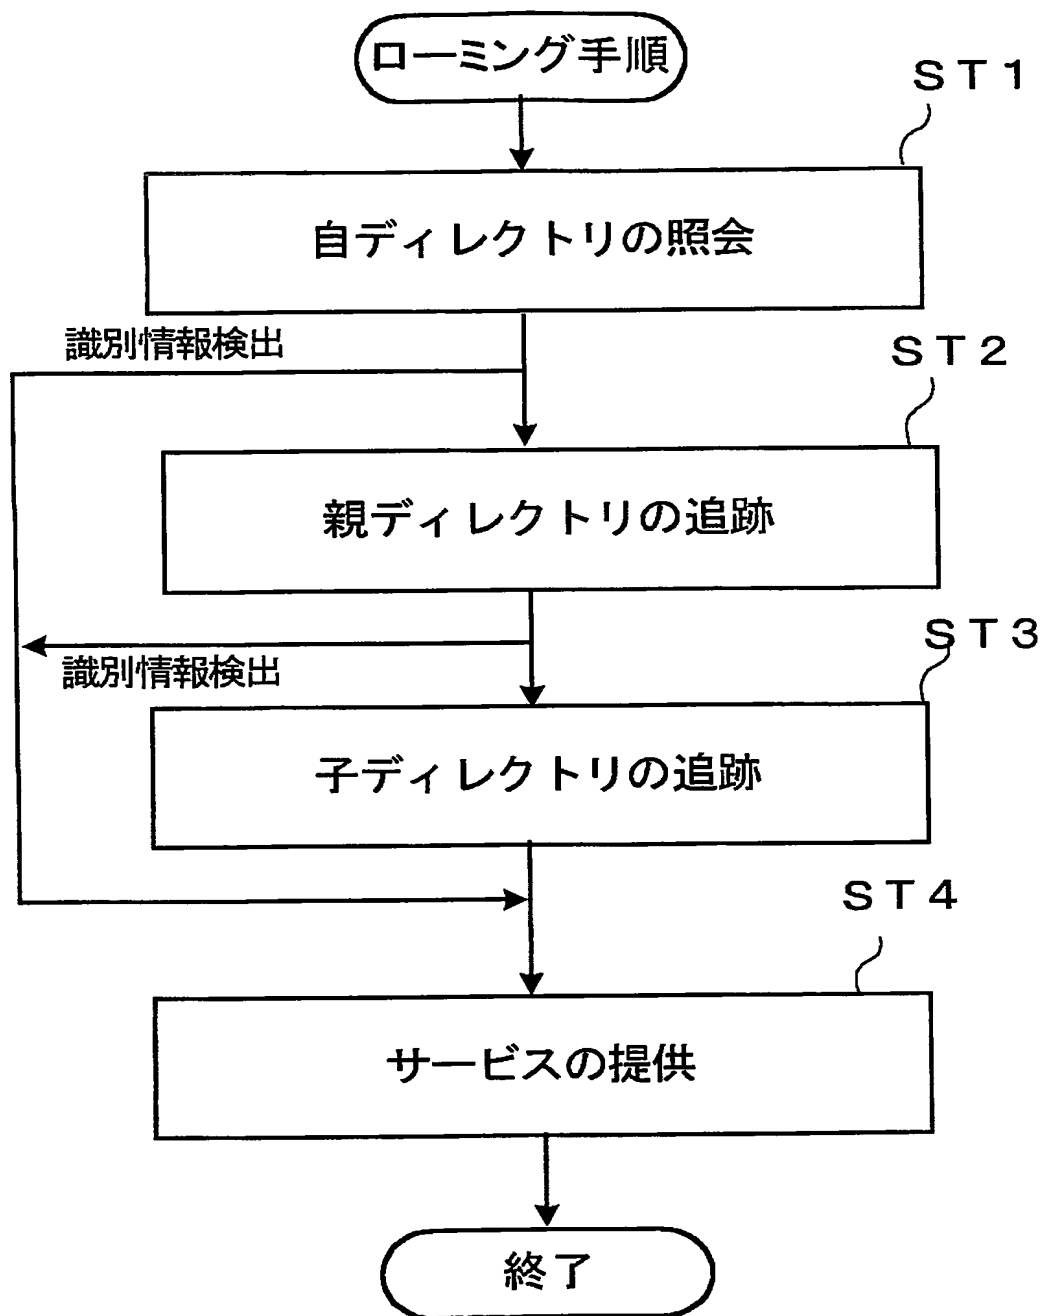 ローミング手順
ST1
自ディレクトリの照会
識別情報検出
ST2
親ディレクトリの追跡
識別情報検出
ST3
子ディレクトリの追跡
ST4
サービスの提供
終了